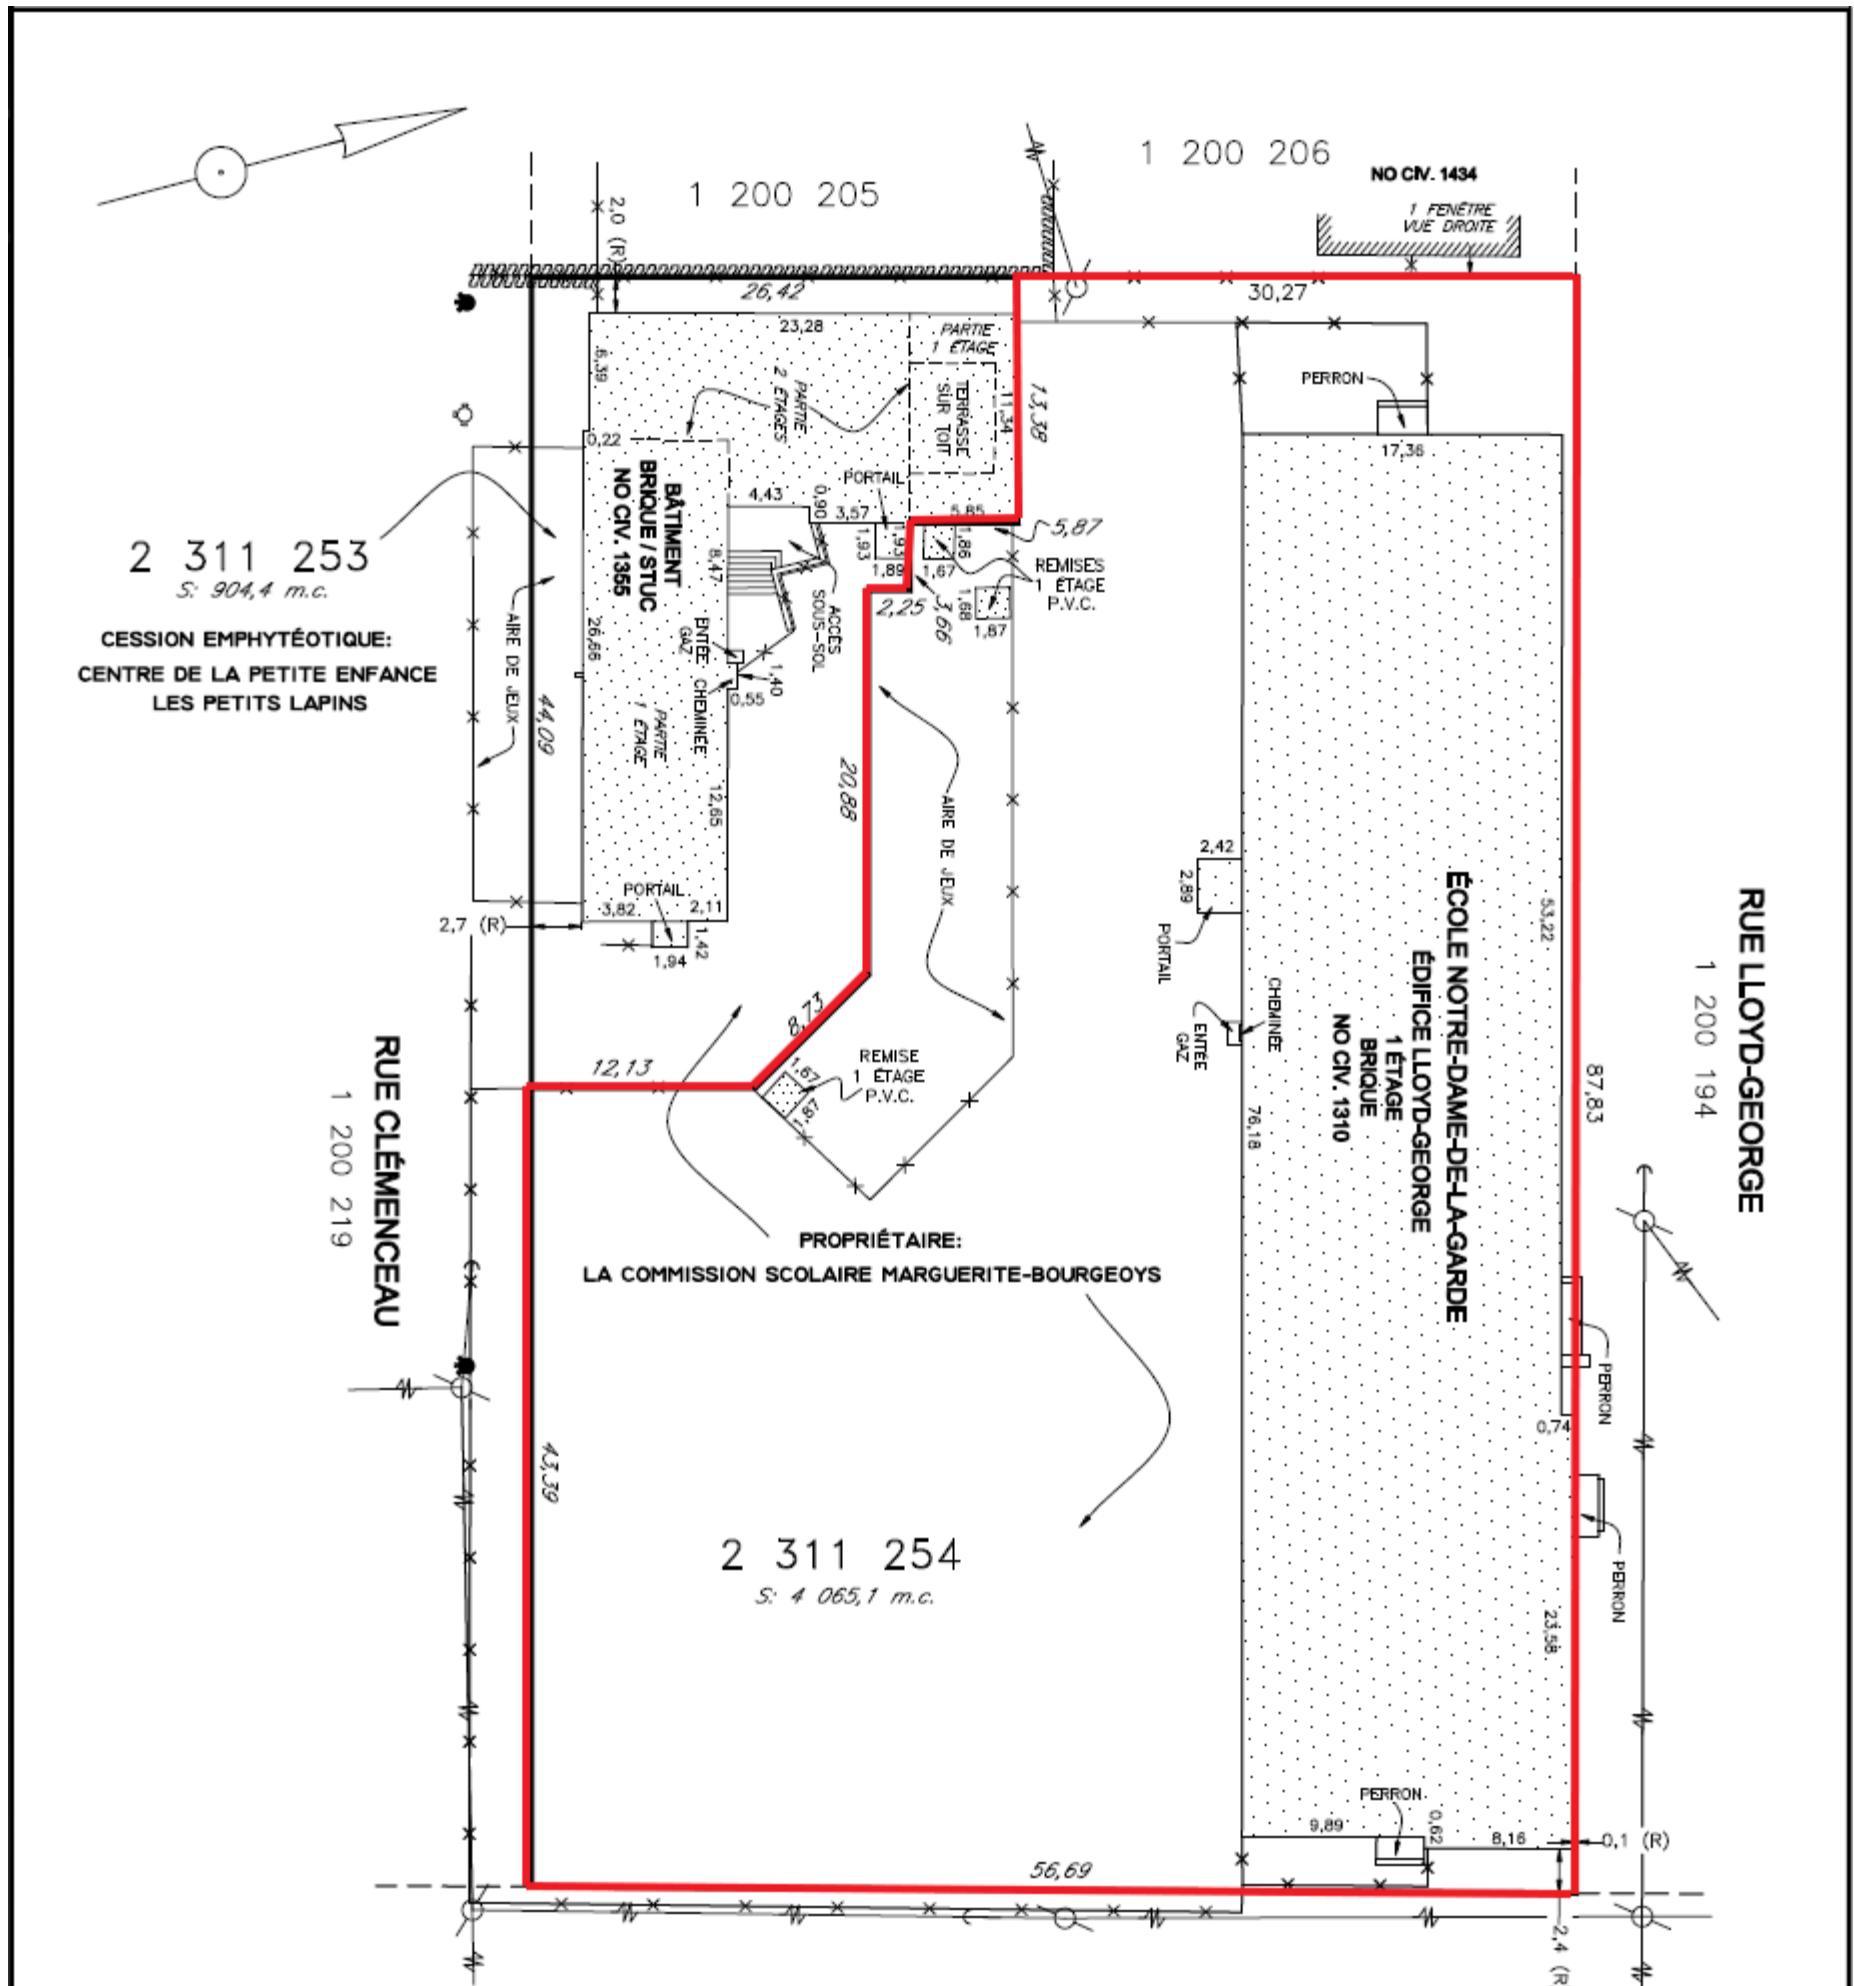 1 200 206
NO CIV. 1434
1 FENÊTRE
VUE DROITE
1 200 205
2,0 (R)
26,42
30,27
23,28
PARTIE
1 ÉTAGE
6,39
PARTIE
2 ÉTAGES
TERRASSE
SUR TOIT
11,34
13,38
PERRON
17,36
0,22
BÂTIMENT
BRIQUE / STUC
NO CIV. 1355
PORTAIL
4,43
0,90
3,57
5,85
5,87
1,93
1,93
1,86
1,89
1,67
REMISES
1 ÉTAGE
P.V.C.
8,47
2,25
3,66
1,68
1,67
2 311 253
S: 904,4 m.c.
CESSION EMPHYTÉOTIQUE:
CENTRE DE LA PETITE ENFANCE
LES PETITS LAPINS
AIRE DE JEUX
26,66
44,09
ACCÈS
SOUS-SOL
ENTÉE
GAZ
CHEMINÉE
1,40
0,55
PARTIE
1 ÉTAGE
12,65
20,88
AIRE DE JEUX
2,42
2,89
PORTAIL
PORTAIL
3,82
2,11
1,42
1,94
2,7 (R)
8,73
12,13
REMISE
1 ÉTAGE
P.V.C.
1,67
1,87
CHEMINÉE
ENTÉE
GAZ
76,18
53,22
ÉCOLE NOTRE-DAME-DE-LA-GARDE
ÉDIFICE LLOYD-GEORGE
1 ÉTAGE
BRIQUE
NO CIV. 1310
87,83
RUE LLOYD-GEORGE
1 200 194
RUE CLÉMENCEAU
1 200 219
PROPRIÉTAIRE:
LA COMMISSION SCOLAIRE MARGUERITE-BOURGEOYS
PERRON
0,74
PERRON
43,39
2 311 254
S: 4 065,1 m.c.
23,58
PERRON
9,89
0,62
8,16
0,1 (R)
56,69
2,4 (R